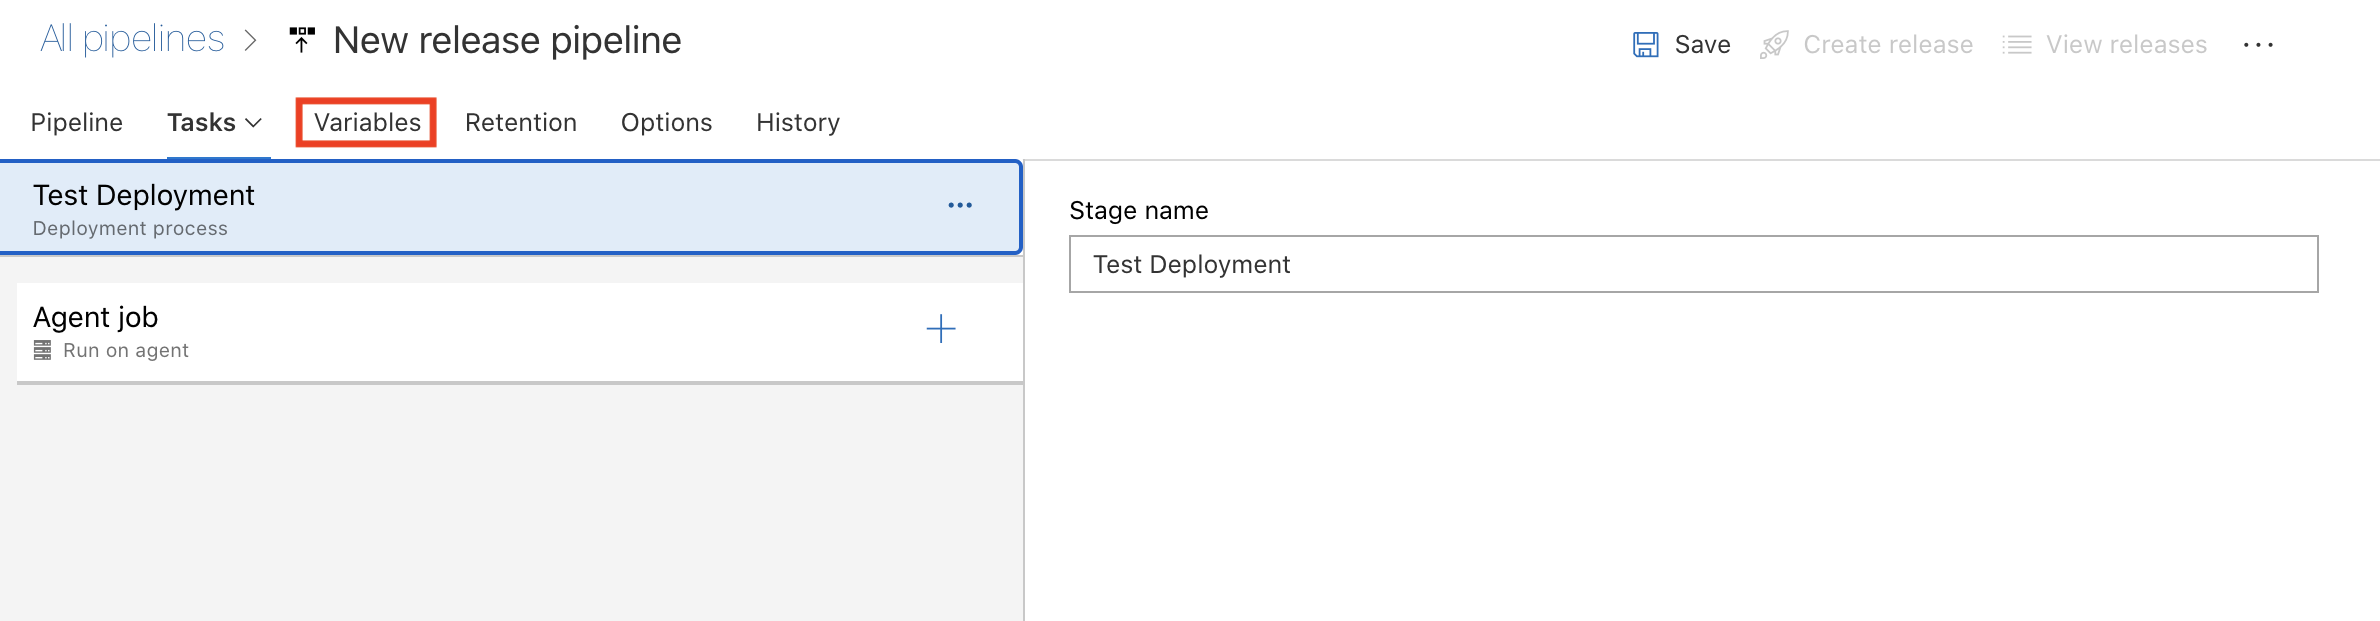 All pipelines > New release pipeline
Save Create release View releases ...
Pipeline Tasks Variables Retention Options History
Test Deployment
Deployment process
Stage name
Test Deployment
Agent job
Run on agent